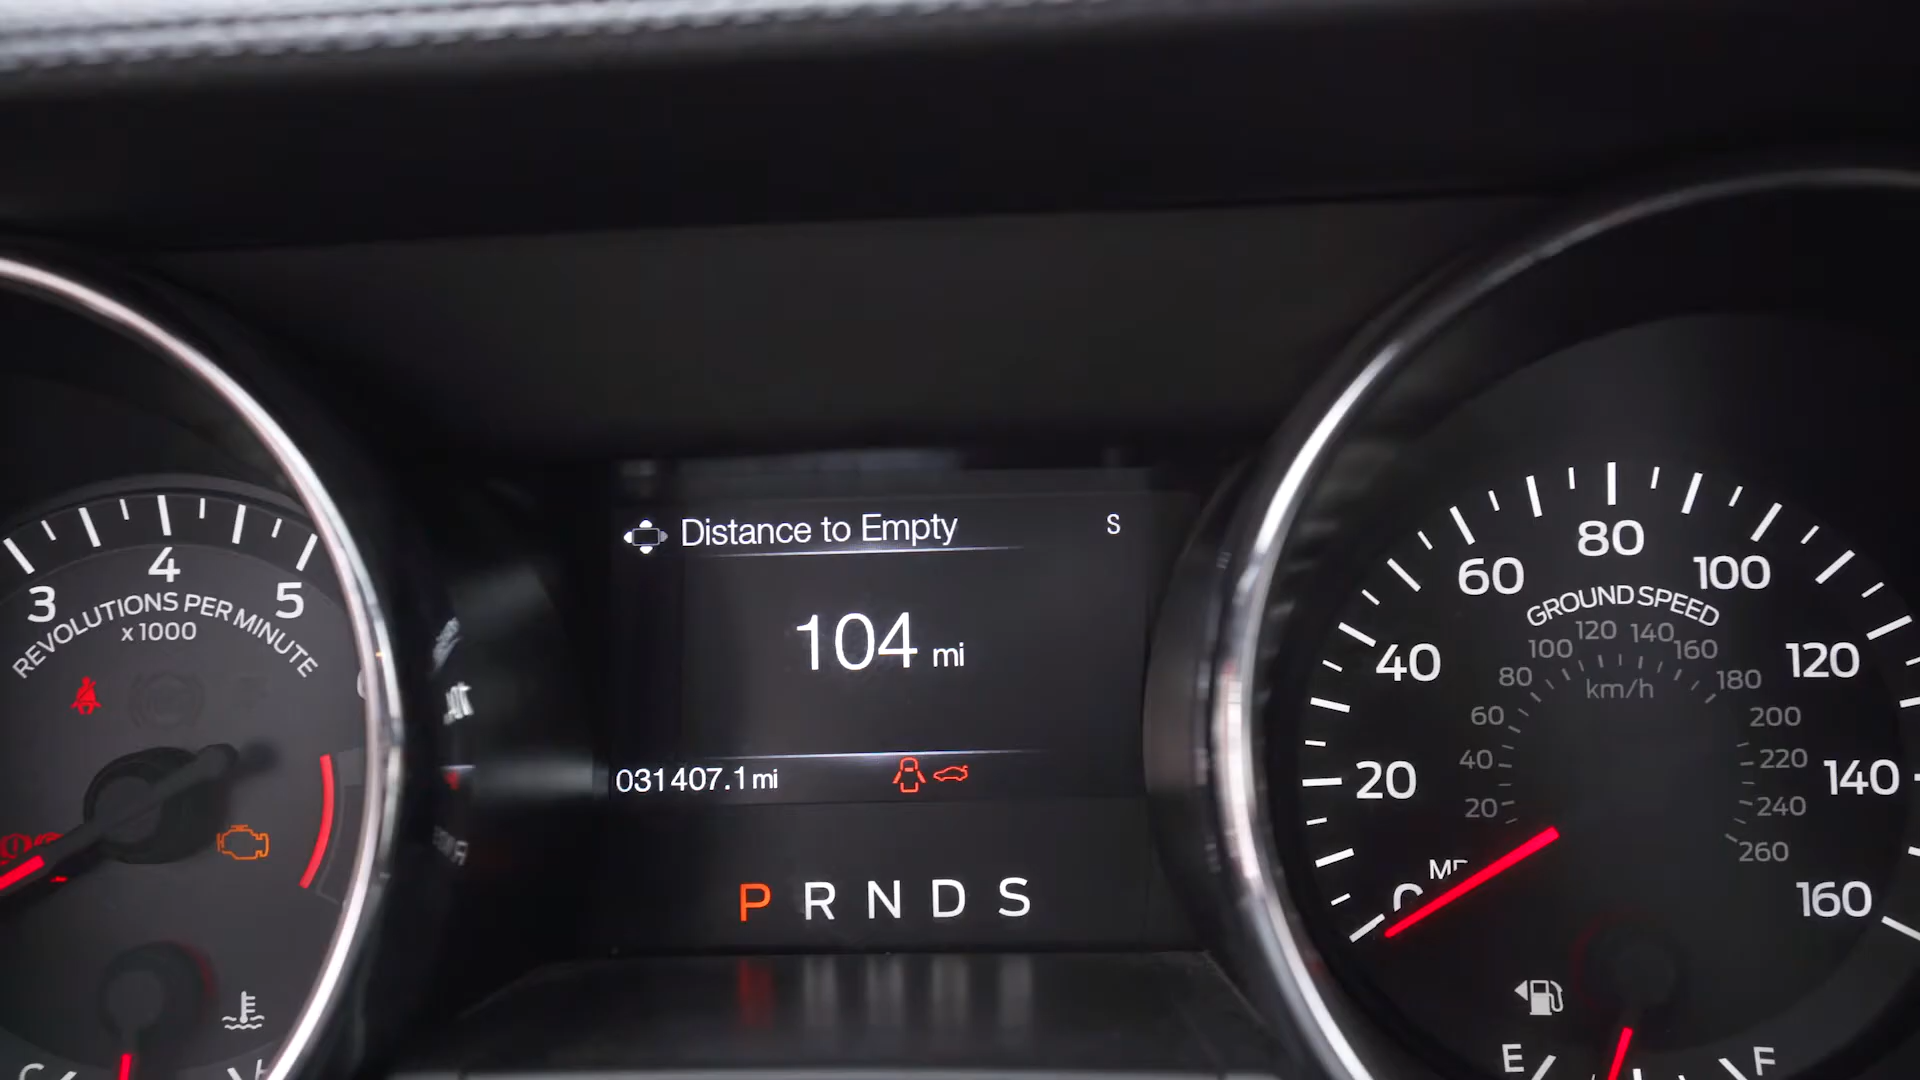 Distance to Empty
S
104 mi
031407.1 mi
P R N D S
3 4 5
REVOLUTIONS PER MINUTE
x 1000
20 40 60 80 100 120 140 160
GROUND SPEED
20 40 60 80 100 120 140 160 180 200 220 240 260
km/h
E F